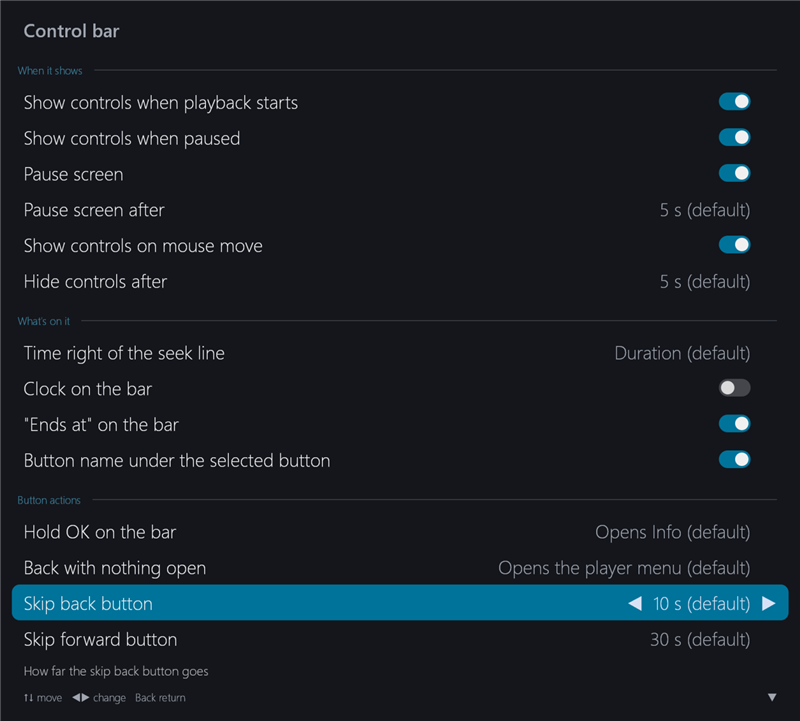 Control bar
When it shows
Show controls when playback starts
Show controls when paused
Pause screen
Pause screen after 5 s (default)
Show controls on mouse move
Hide controls after 5 s (default)
What's on it
Time right of the seek line Duration (default)
Clock on the bar
"Ends at" on the bar
Button name under the selected button
Button actions
Hold OK on the bar Opens Info (default)
Back with nothing open Opens the player menu (default)
Skip back button ◀ 10 s (default) ▶
Skip forward button 30 s (default)
How far the skip back button goes
↑↓ move ◀▶ change Back return ▼